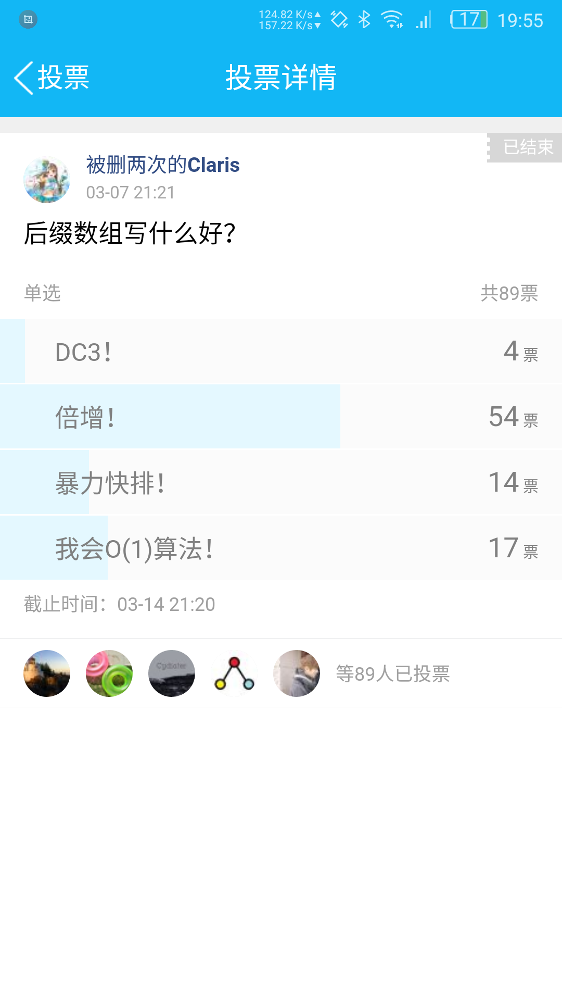 124.82 K/s
157.22 K/s
17
19:55
投票
投票详情
已结束
被删两次的Claris
03-07 21:21
后缀数组写什么好?
单选
共89票
DC3!
4 票
倍增!
54 票
暴力快排!
14 票
我会O(1)算法!
17 票
截止时间：03-14 21:20
Cydiater
等89人已投票